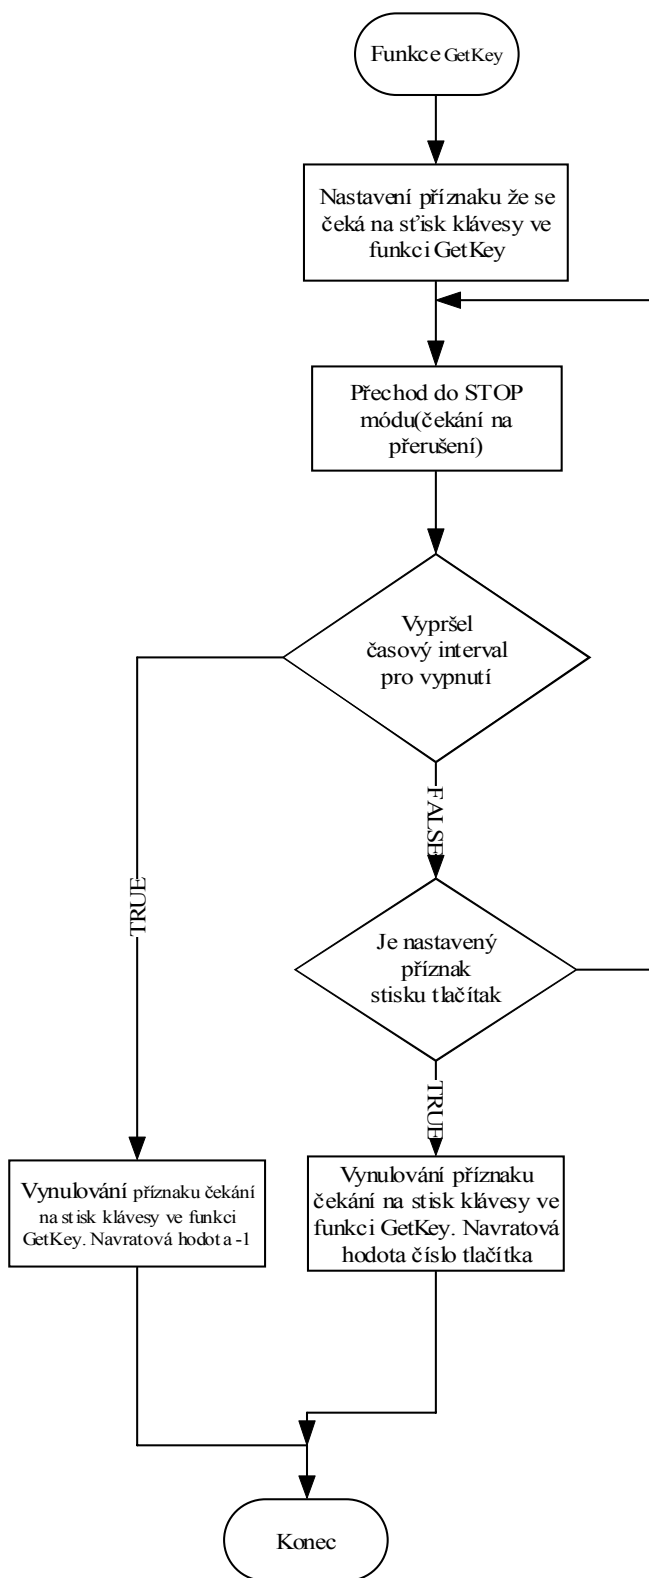 Funkce GetKey
Nastavení příznaku že se
čeká na sťisk klávesy ve
funkci GetKey
Přechod do STOP
módu(čekání na
přerušení)
Vypršel
časový interval
pro vypnutí
FALSE
TRUE
Je nastavený
příznak
stisku tlačítak
TRUE
Vynulování příznaku čekání
na stisk klávesy ve funkci
GetKey. Navratová hodota -1
Vynulování příznaku
čekání na stisk klávesy ve
funkci GetKey. Navratová
hodota číslo tlačítka
Konec